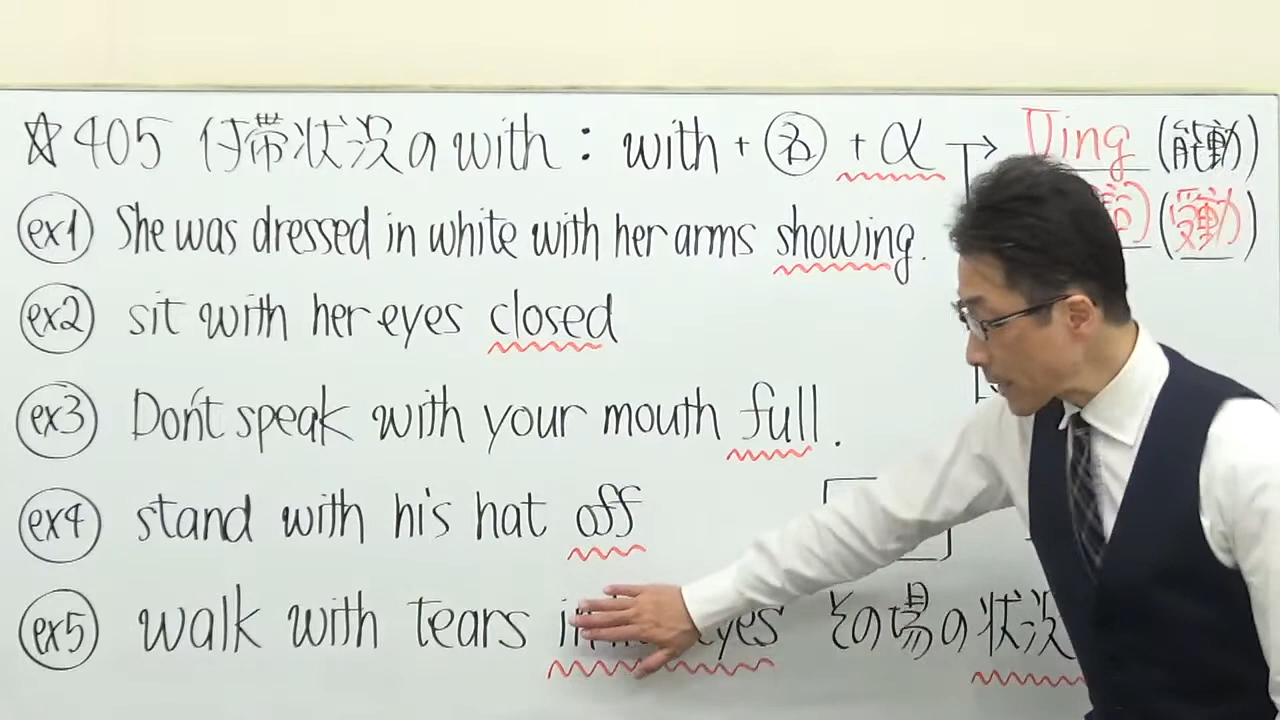 ☆405 付帯状況のwith：with + 名 + α → Ving (能動)
詞) (受動)
ex1 She was dressed in white with her arms showing.
ex2 sit with her eyes closed
ex3 Don't speak with your mouth full.
ex4 stand with his hat off
ex5 walk with tears in eyes その場の状況